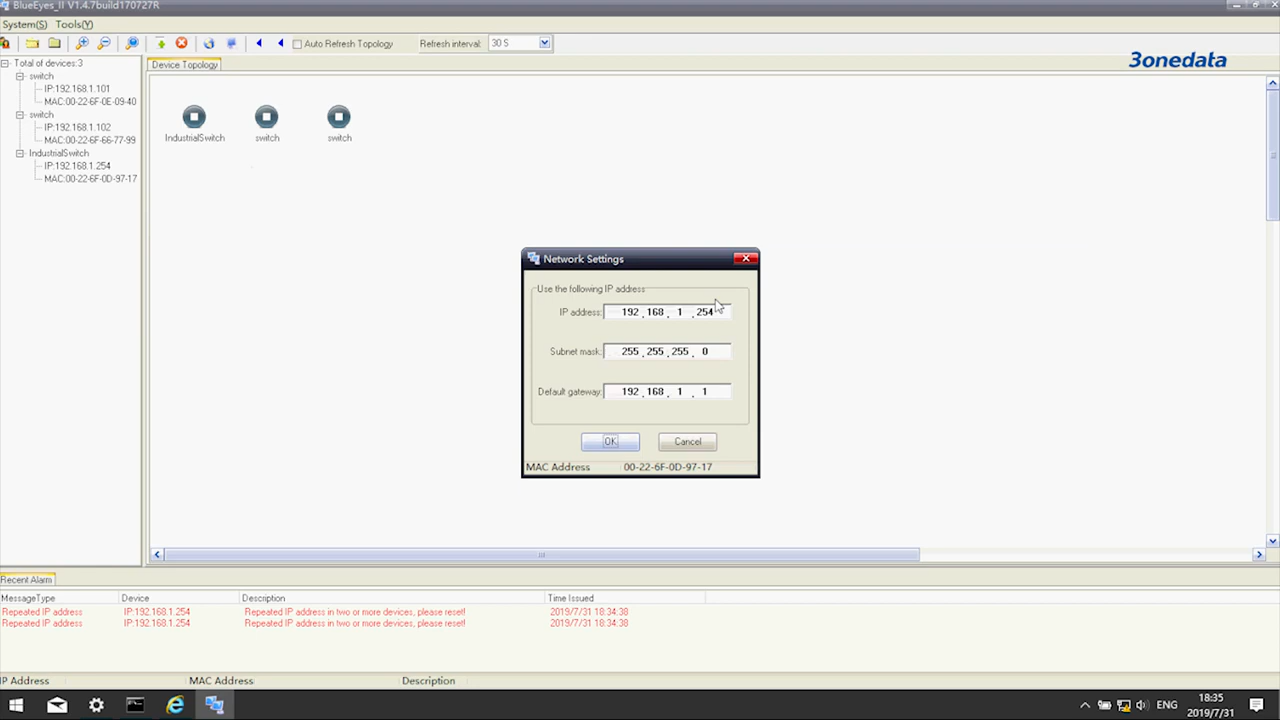 BlueEyes_II V1.4.7build170727R
System(S) Tools(Y)
Auto Refresh Topology Refresh interval: 30 S
Total of devices:3
switch
IP:192.168.1.101
MAC:00-22-6F-0E-09-40
switch
IP:192.168.1.102
MAC:00-22-6F-66-77-99
IndustrialSwitch
IP:192.168.1.254
MAC:00-22-6F-0D-97-17
Device Topology
3onedata
IndustrialSwitch switch switch
Network Settings
Use the following IP address
IP address: 192 . 168 . 1 . 254
Subnet mask: 255 . 255 . 255 . 0
Default gateway: 192 . 168 . 1 . 1
OK Cancel
MAC Address 00-22-6F-0D-97-17
Recent Alarm
MessageType Device Description Time Issued
Repeated IP address IP:192.168.1.254 Repeated IP address in two or more devices, please reset! 2019/7/31 18:34:38
Repeated IP address IP:192.168.1.254 Repeated IP address in two or more devices, please reset! 2019/7/31 18:34:38
IP Address MAC Address Description
ENG
18:35
2019/7/31